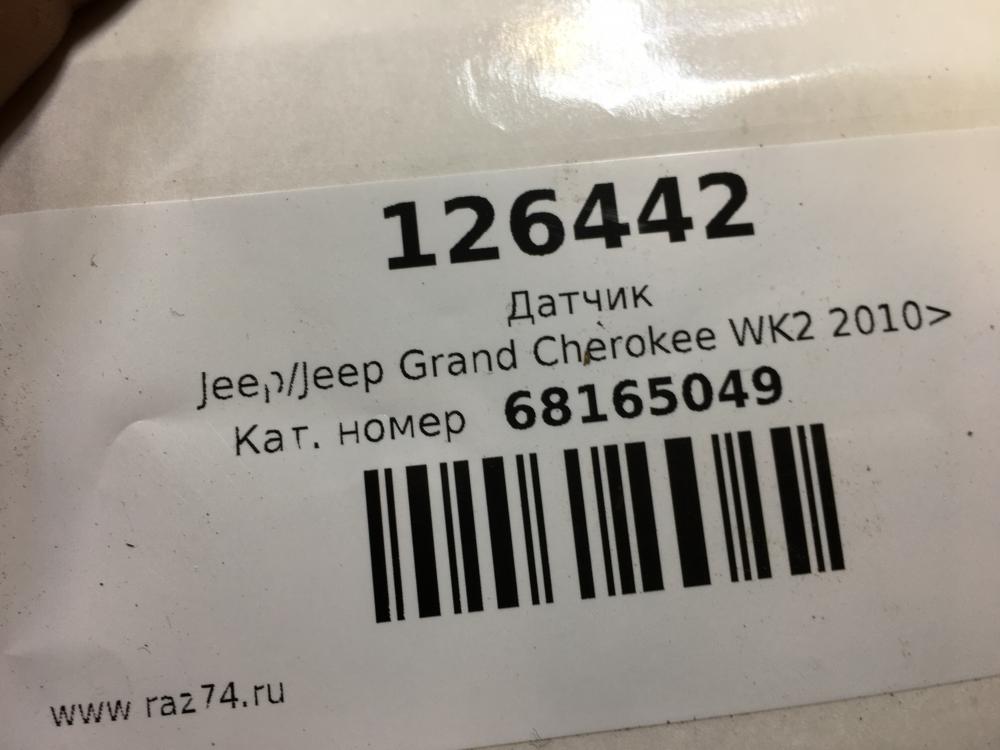 126442
Датчик
Jeep/Jeep Grand Cherokee WK2 2010>
Кат. номер 68165049
www raz74.ru